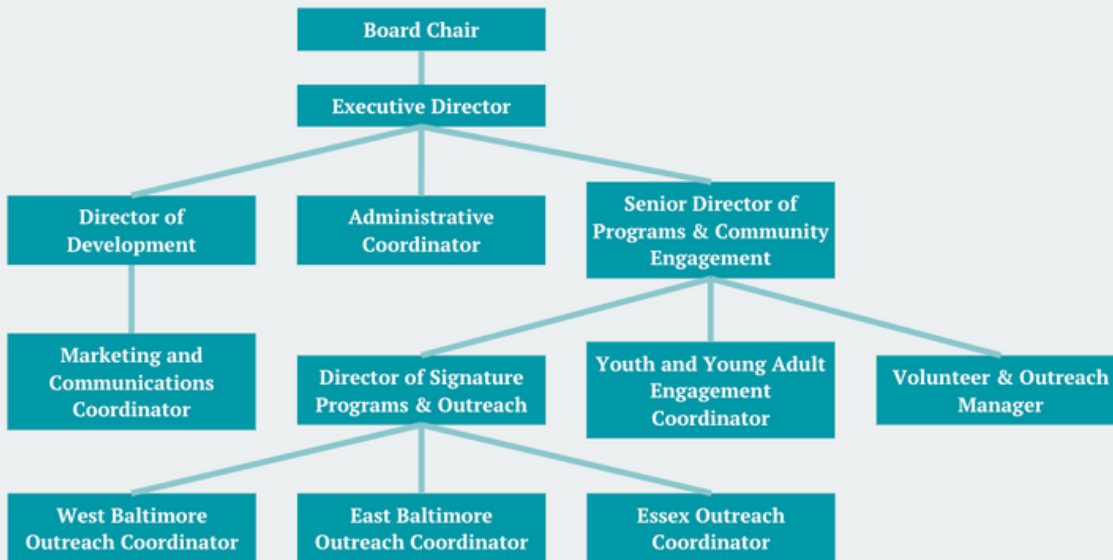 Board Chair
Executive Director
Director of
Development
Administrative
Coordinator
Senior Director of
Programs & Community
Engagement
Marketing and
Communications
Coordinator
Director of Signature
Programs & Outreach
Youth and Young Adult
Engagement
Coordinator
Volunteer & Outreach
Manager
West Baltimore
Outreach Coordinator
East Baltimore
Outreach Coordinator
Essex Outreach
Coordinator